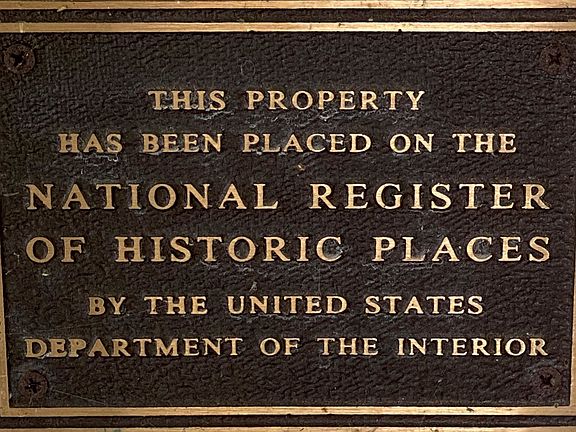 THIS PROPERTY
HAS BEEN PLACED ON THE
NATIONAL REGISTER
OF HISTORIC PLACES
BY THE UNITED STATES
DEPARTMENT OF THE INTERIOR